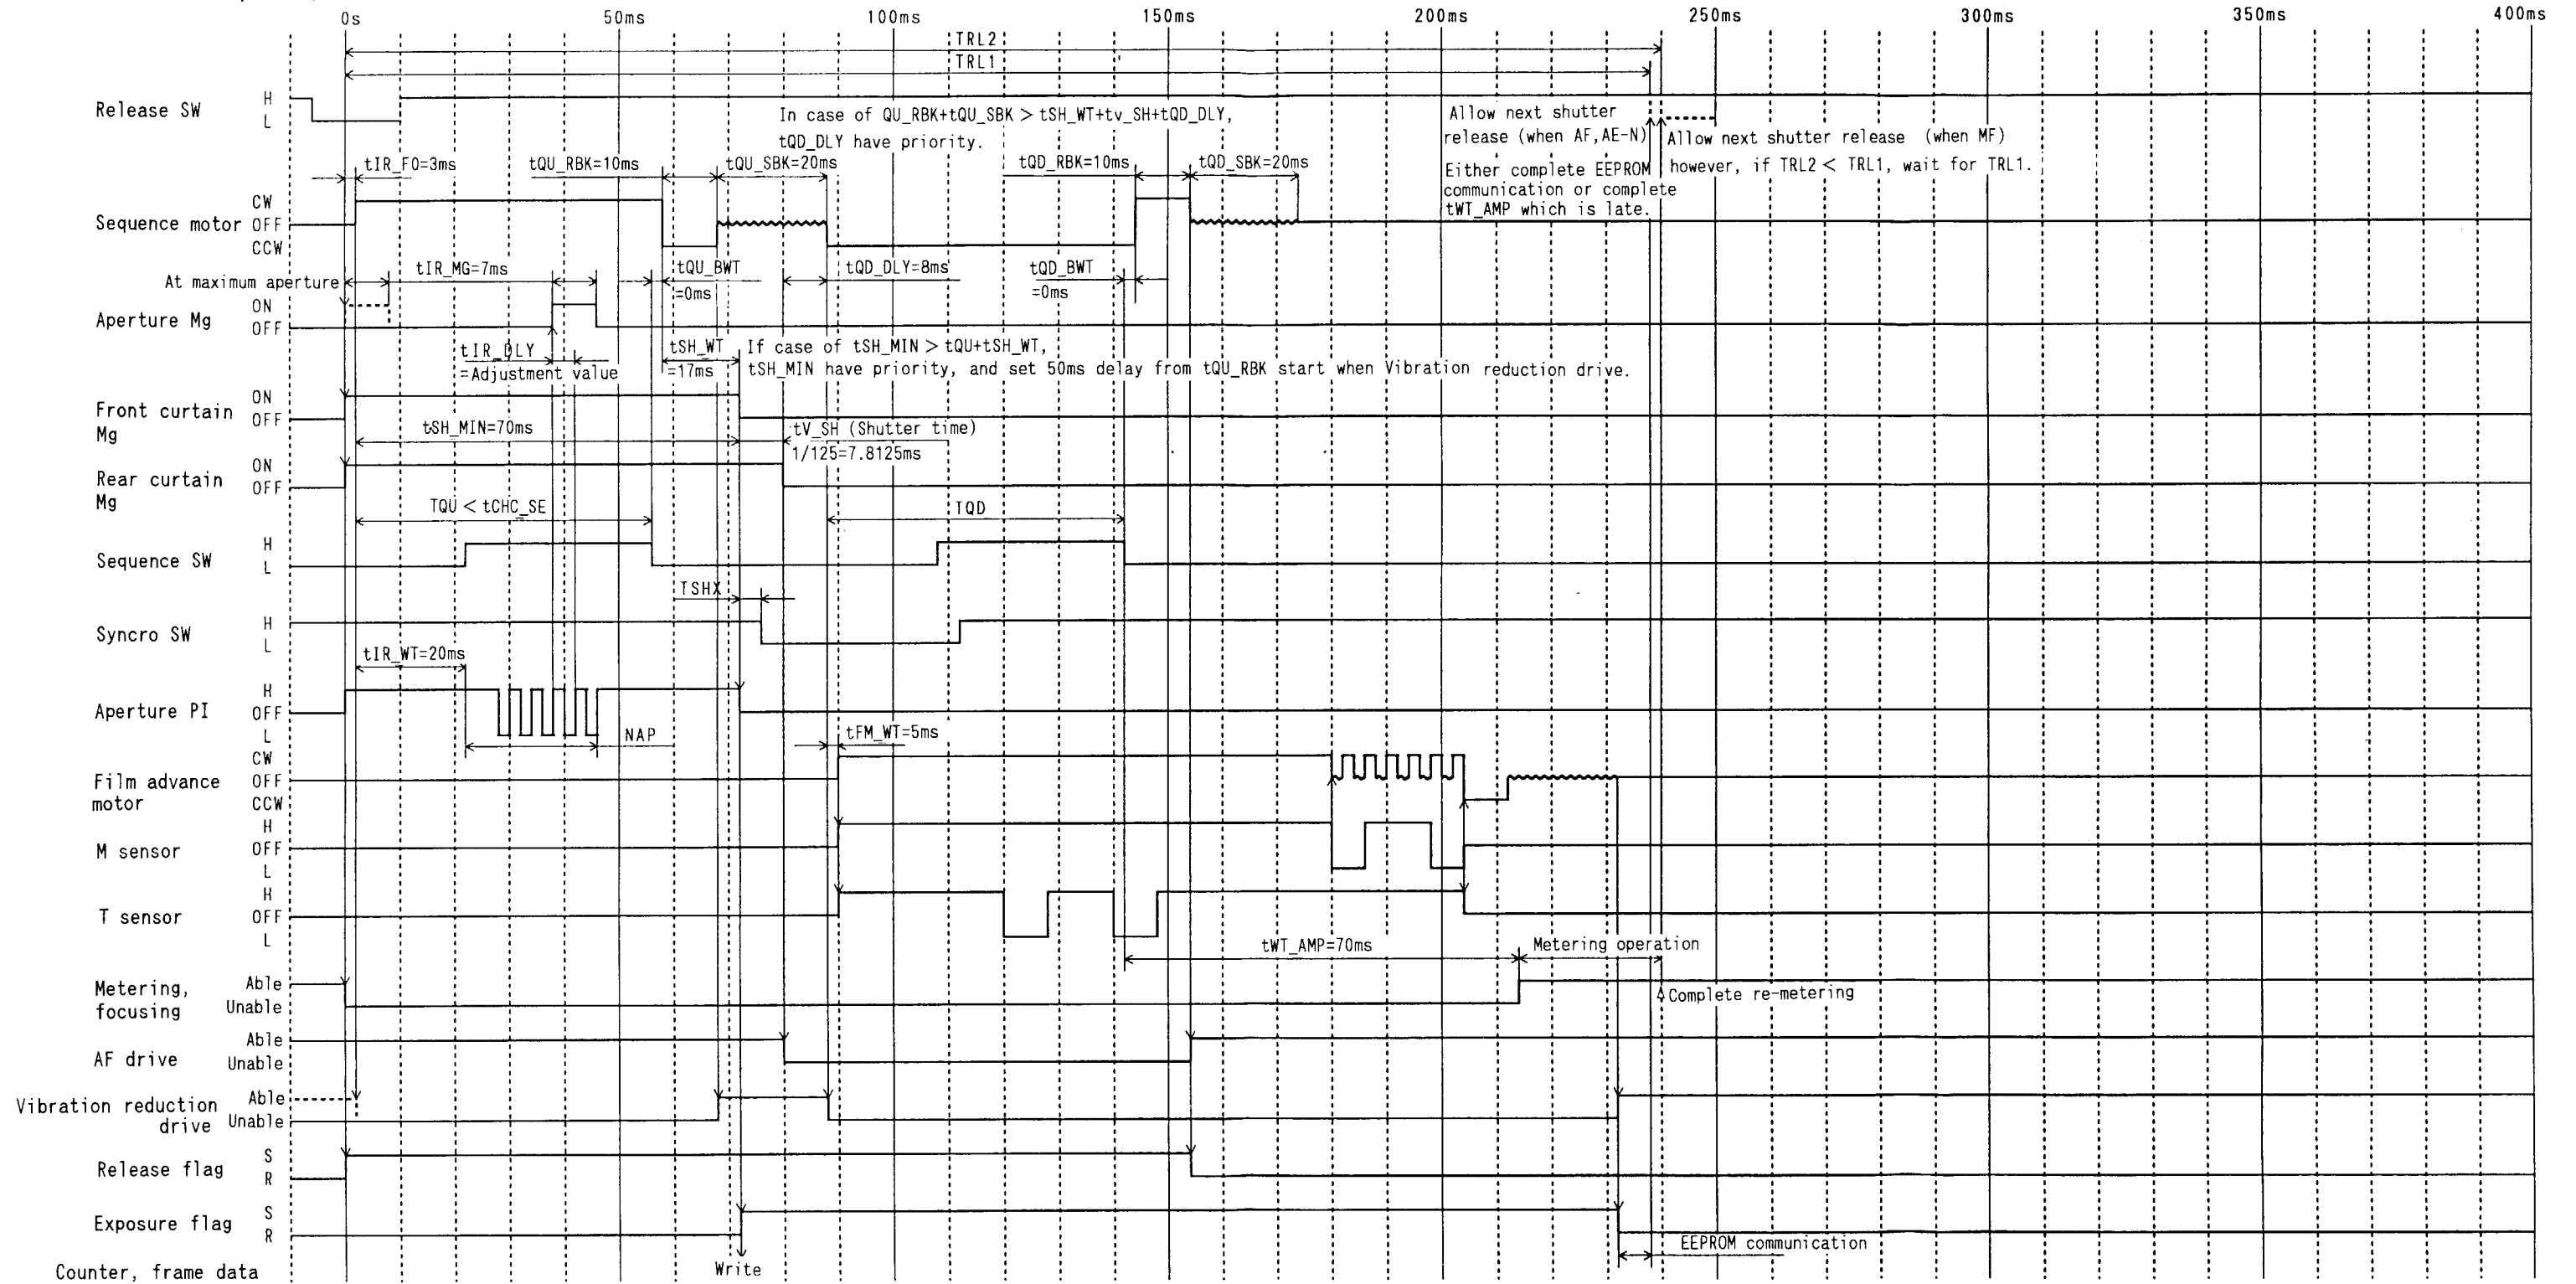 0s 50ms 100ms 150ms 200ms 250ms 300ms 350ms 400ms
TRL2
TRL1
Release SW H L
In case of QU_RBK+tQU_SBK > tSH_WT+tv_SH+tQD_DLY,
tQD_DLY have priority.
Allow next shutter
release (when AF,AE-N)
Either complete EEPROM
communication or complete
tWT_AMP which is late.
Allow next shutter release (when MF)
however, if TRL2 < TRL1, wait for TRL1.
tIR_FO=3ms tQU_RBK=10ms tQU_SBK=20ms tQD_RBK=10ms tQD_SBK=20ms
Sequence motor CW OFF CCW
At maximum aperture
tIR_MG=7ms
tQU_BWT
=0ms
tQD_DLY=8ms
tQD_BWT
=0ms
Aperture Mg ON OFF
tIR_DLY
=Adjustment value
tSH_WT
=17ms
If case of tSH_MIN > tQU+tSH_WT,
tSH_MIN have priority, and set 50ms delay from tQU_RBK start when Vibration reduction drive.
Front curtain
Mg
ON OFF
tSH_MIN=70ms
tV_SH (Shutter time)
1/125=7.8125ms
Rear curtain
Mg
ON OFF
TQU < tCHC_SE
TQD
Sequence SW H L
TSHX
Syncro SW H L
tIR_WT=20ms
Aperture PI H OFF L
NAP
tFM_WT=5ms
Film advance
motor
CW OFF CCW
M sensor H OFF L
T sensor H OFF L
tWT_AMP=70ms
Metering operation
Metering,
focusing
Able
Unable
Complete re-metering
AF drive
Able
Unable
Vibration reduction
drive
Able
Unable
Release flag S R
Exposure flag S R
EEPROM communication
Write
Counter, frame data